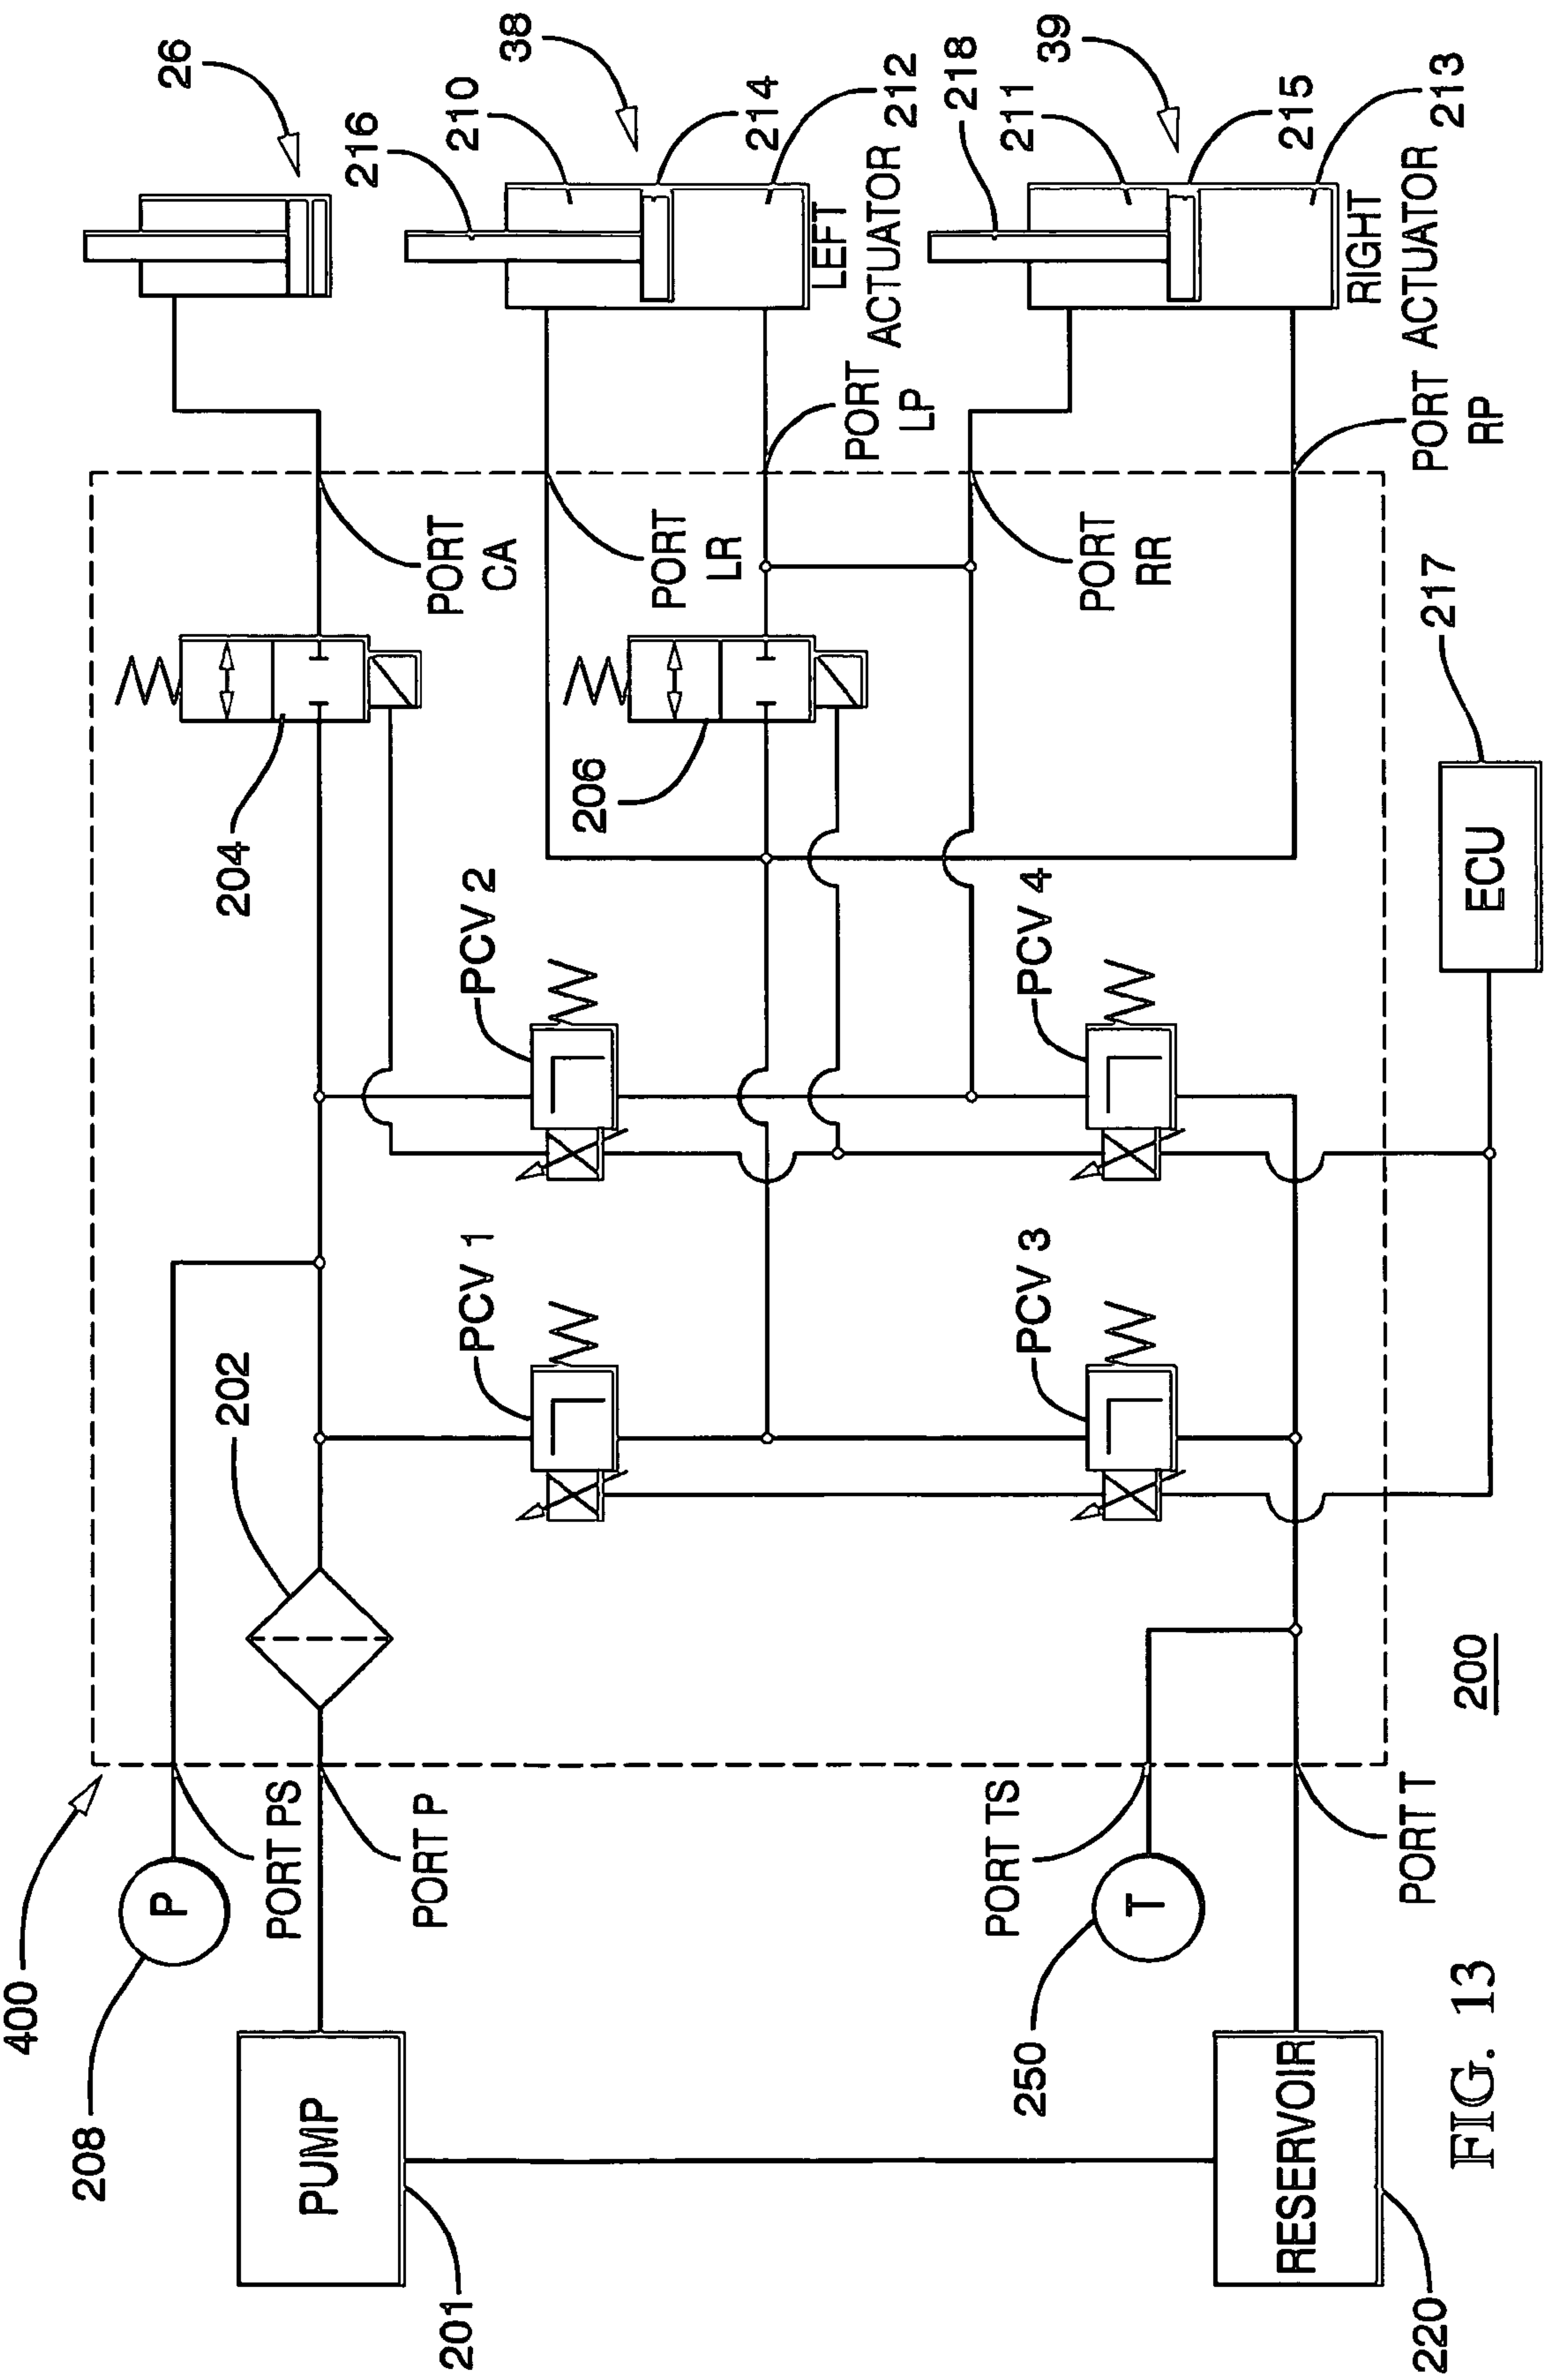 400
208
P
PORT PS
PORT P
PUMP
201
202
PCV 1
PCV 2
PCV 3
PCV 4
204
206
PORT
CA
PORT
LR
PORT
LP
PORT
RR
PORT
RP
26
216
210
38
214
212
LEFT
ACTUATOR
218
211
39
215
213
RIGHT
ACTUATOR
217
ECU
PORT TS
PORT T
T
250
RESERVOIR
220
200
FIG. 13